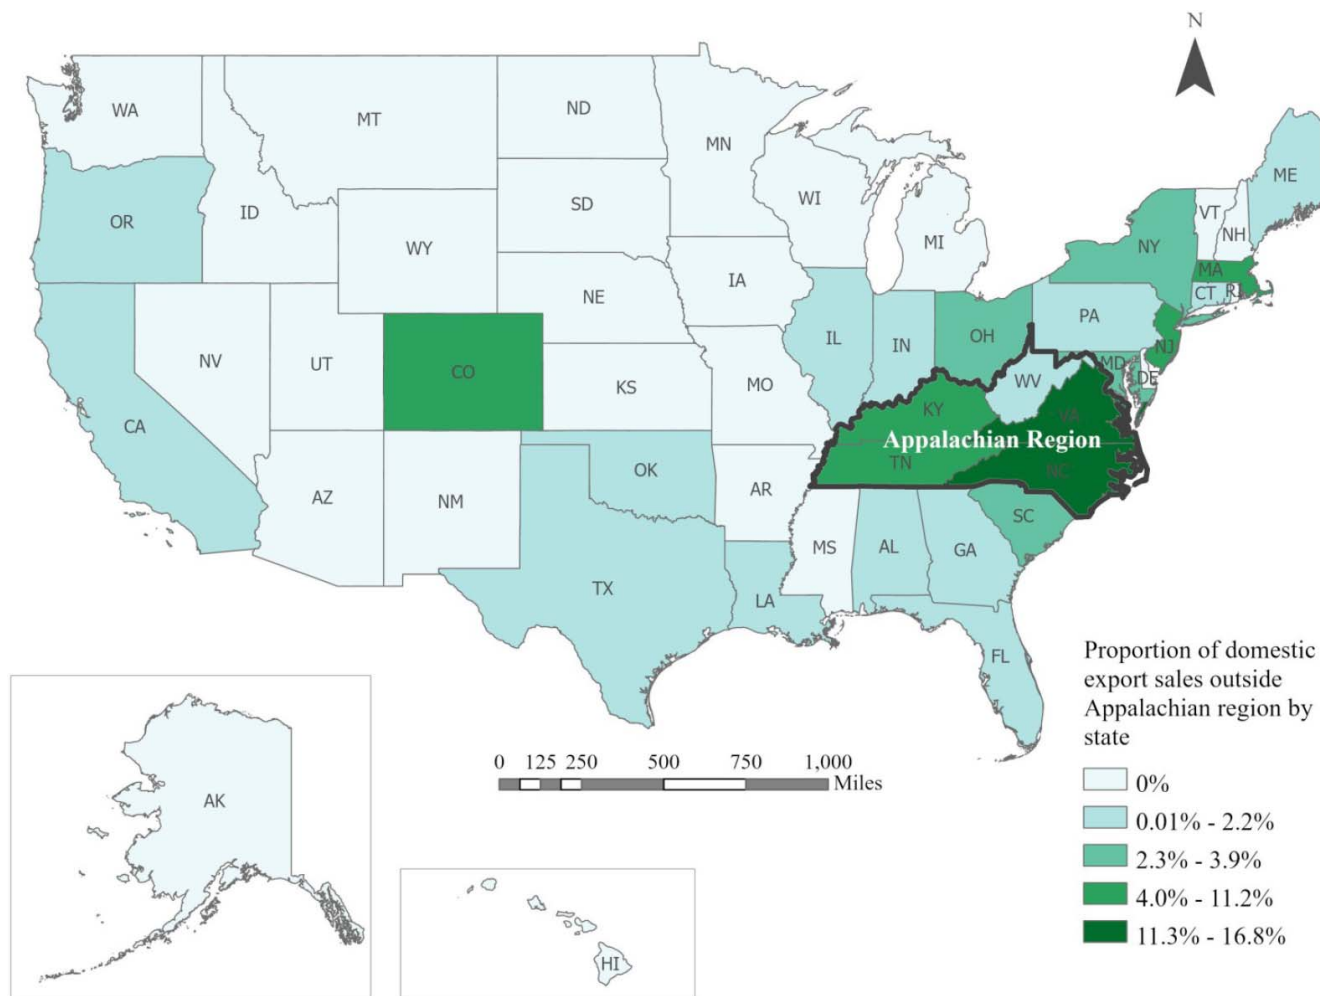 N
WA
MT
ND
MN
ME
SD
WI
VT
OR
ID
NH
WY
MI
NY
MA
CT
RI
IA
NE
PA
OH
NJ
IL
IN
NV
UT
CO
MD
DE
WV
KS
MO
KY
VA
CA
Appalachian Region
TN
NC
OK
AZ
NM
AR
SC
MS
AL
GA
TX
LA
FL
Proportion of domestic
export sales outside
Appalachian region by
state
0 125 250 500 750 1,000
Miles
0%
0.01% - 2.2%
2.3% - 3.9%
4.0% - 11.2%
11.3% - 16.8%
AK
HI